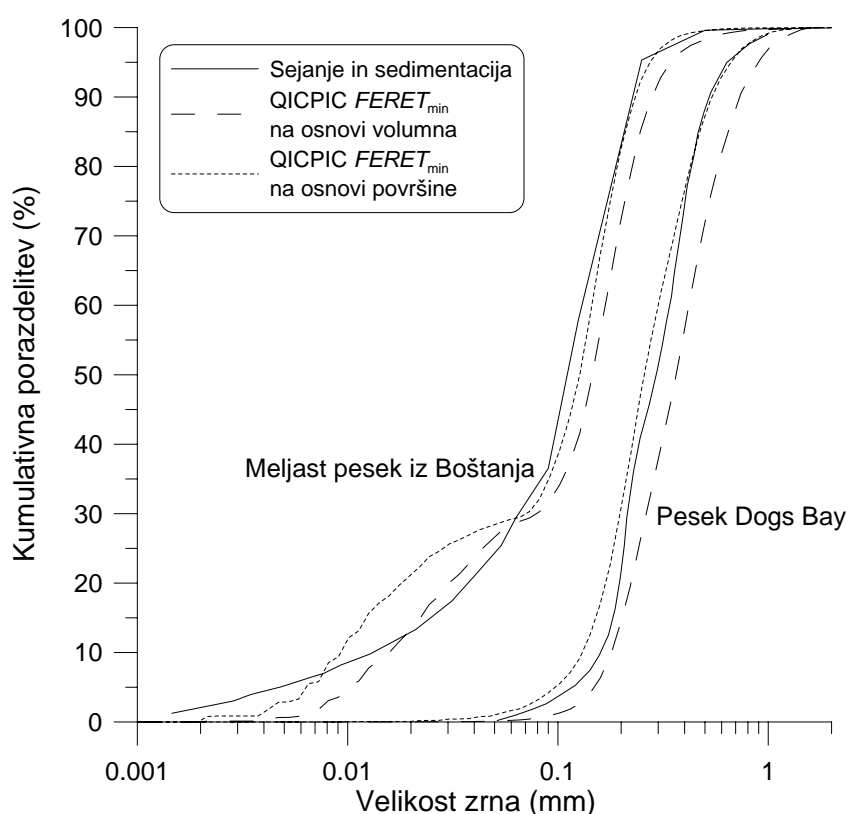 100
90
80
70
60
50
40
30
20
10
0
Kumulativna porazdelitev (%)
Sejanje in sedimentacija
QICPIC FERETmin
na osnovi volumna
QICPIC FERETmin
na osnovi površine
Meljast pesek iz Boštanja
Pesek Dogs Bay
0.001
0.01
0.1
1
Velikost zrna (mm)